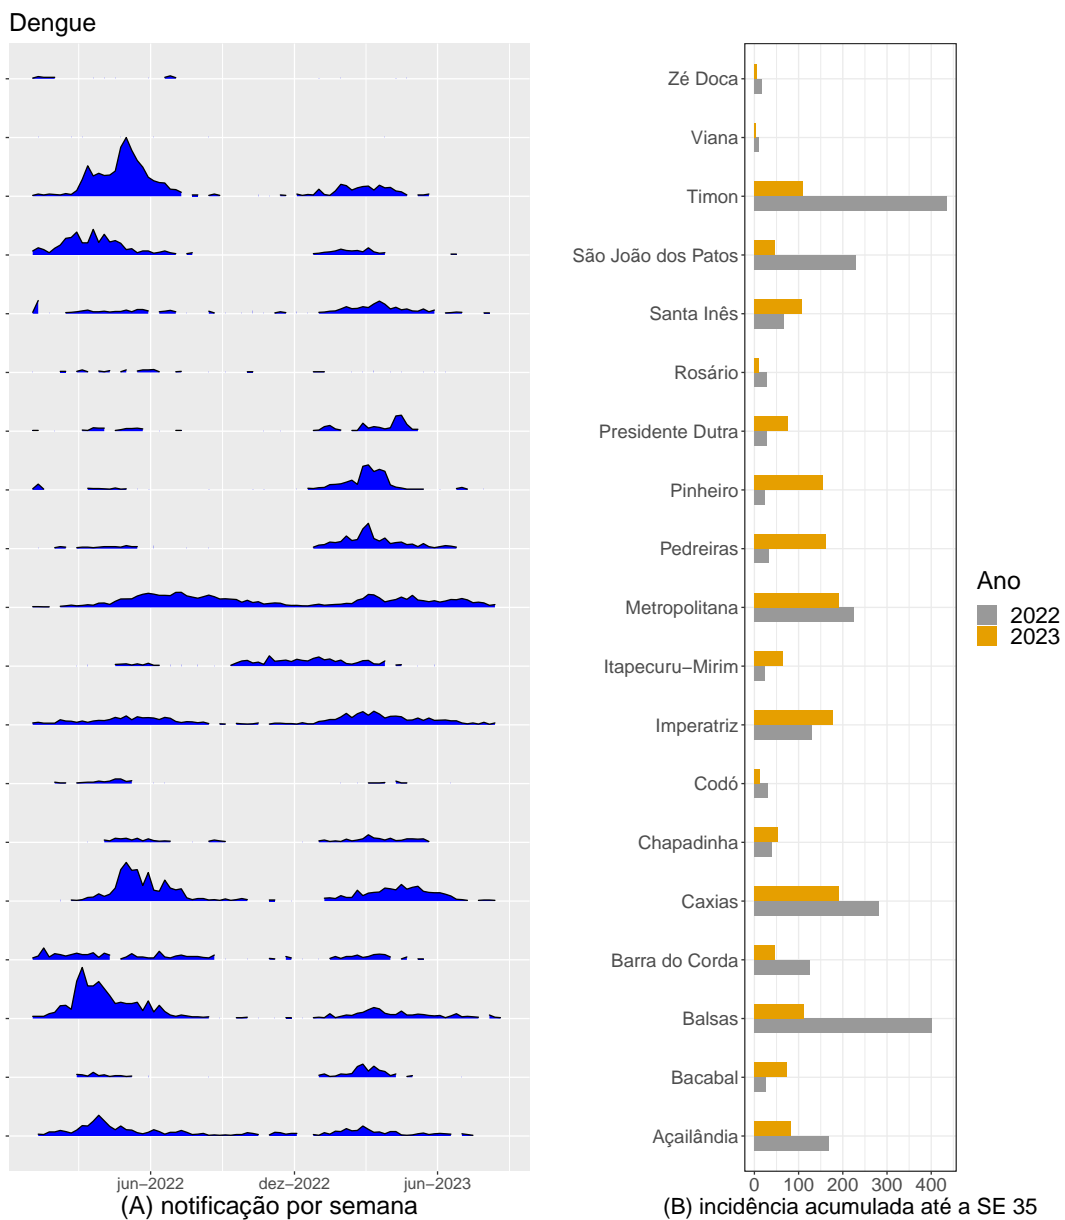 Dengue
Zé Doca
Viana
Timon
São João dos Patos
Santa Inês
Rosário
Presidente Dutra
Pinheiro
Pedreiras
Metropolitana
Itapecuru−Mirim
Imperatriz
Codó
Chapadinha
Caxias
Barra do Corda
Balsas
Bacabal
Açailândia
Ano
2022
2023
jun−2022 dez−2022 jun−2023
0 100 200 300 400
(A) notificação por semana
(B) incidência acumulada até a SE 35